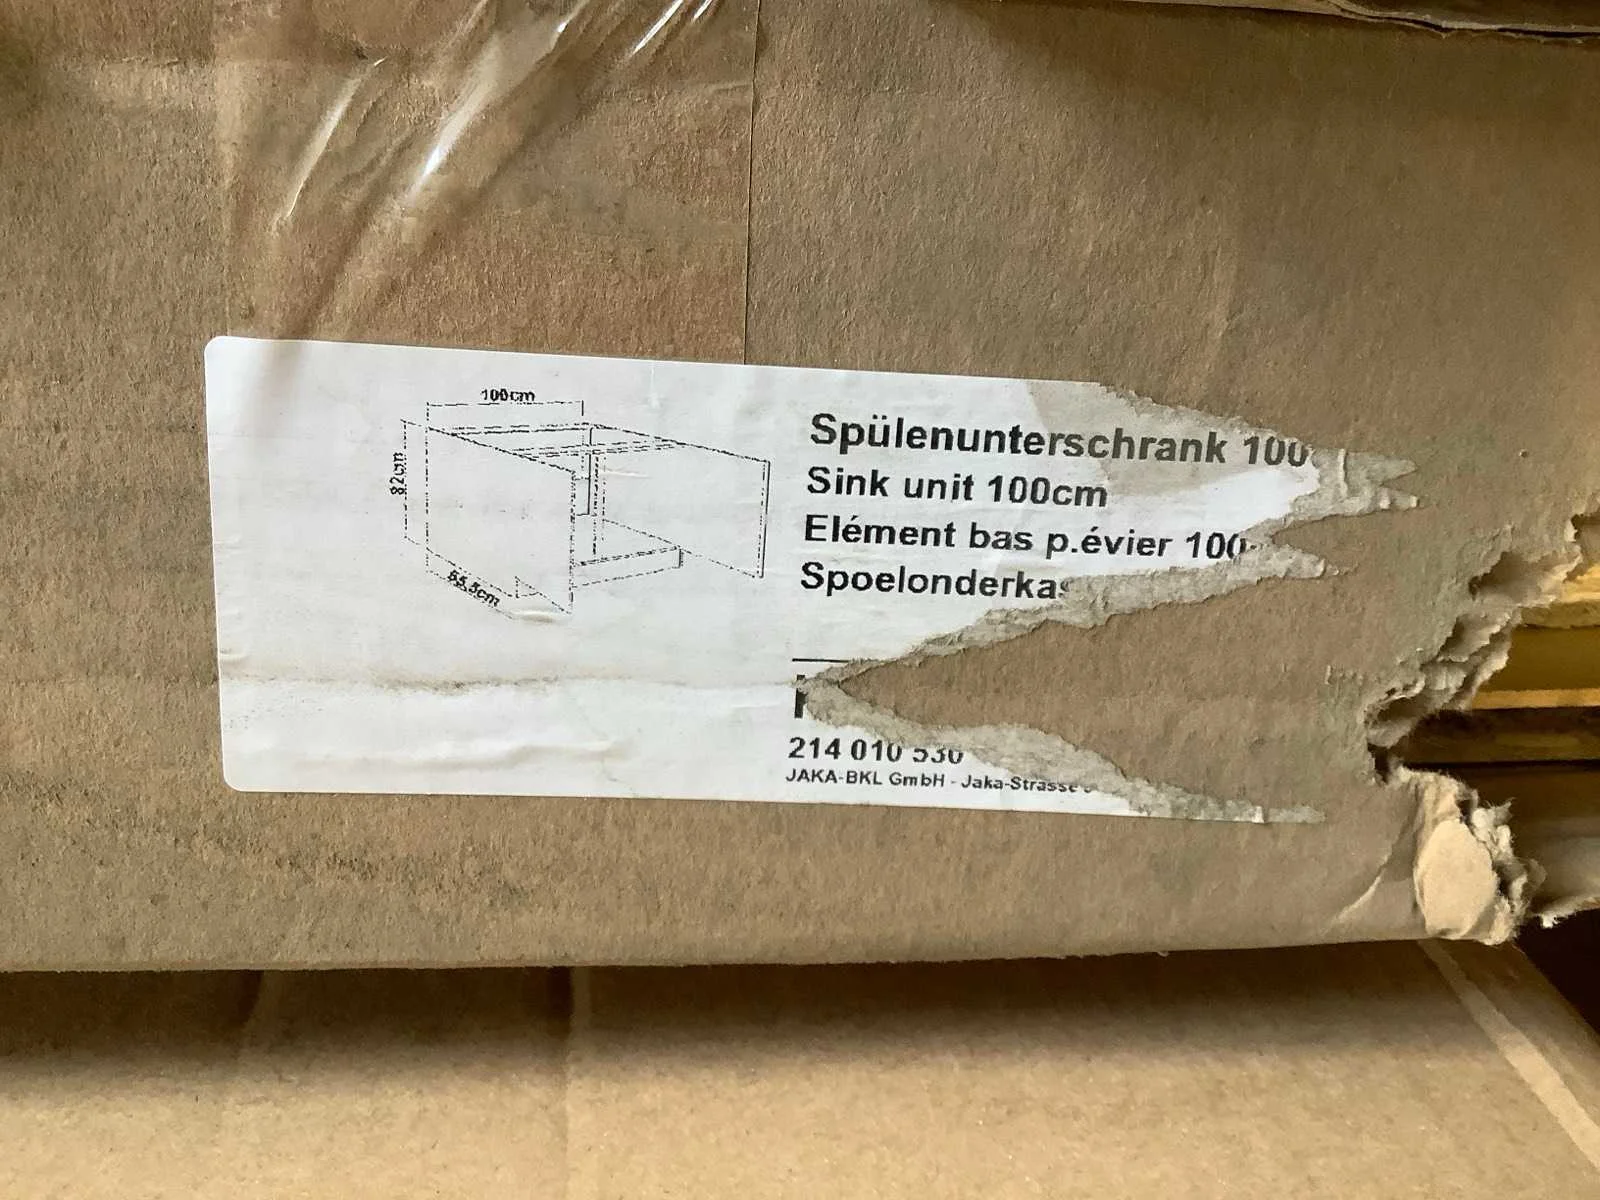 100cm
82cm
55.5cm
Spülenunterschrank 100
Sink unit 100cm
Elément bas p.évier 100
Spoelonderkas
214 010 530
JAKA-BKL GmbH - Jaka-Strasse